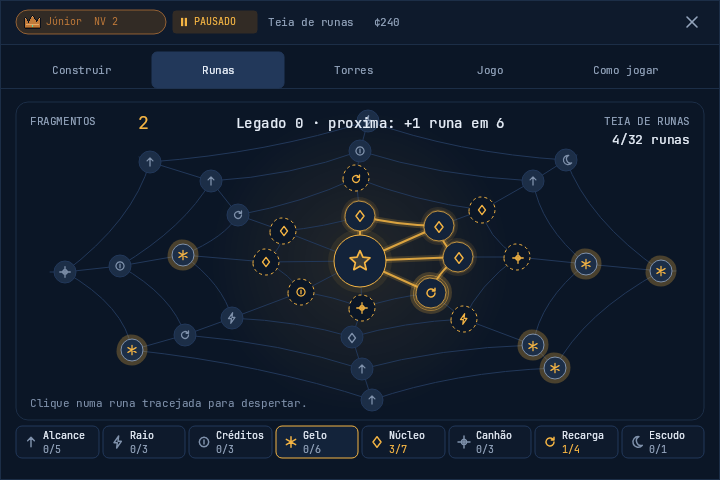 Júnior NV 2
PAUSADO
Teia de runas $240
Construir Runas Torres Jogo Como jogar
FRAGMENTOS 2
Legado 0 · proxima: +1 runa em 6
TEIA DE RUNAS
4/32 runas
Clique numa runa tracejada para despertar.
Alcance 0/5
Raio 0/3
Créditos 0/3
Gelo 0/6
Núcleo 3/7
Canhão 0/3
Recarga 1/4
Escudo 0/1